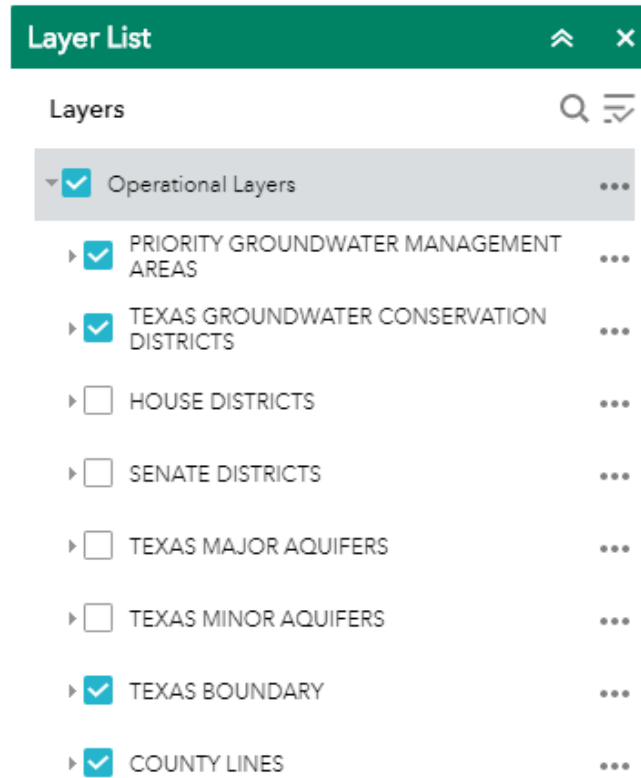 Layer List
Layers
Operational Layers
PRIORITY GROUNDWATER MANAGEMENT
AREAS
TEXAS GROUNDWATER CONSERVATION
DISTRICTS
HOUSE DISTRICTS
SENATE DISTRICTS
TEXAS MAJOR AQUIFERS
TEXAS MINOR AQUIFERS
TEXAS BOUNDARY
COUNTY LINES